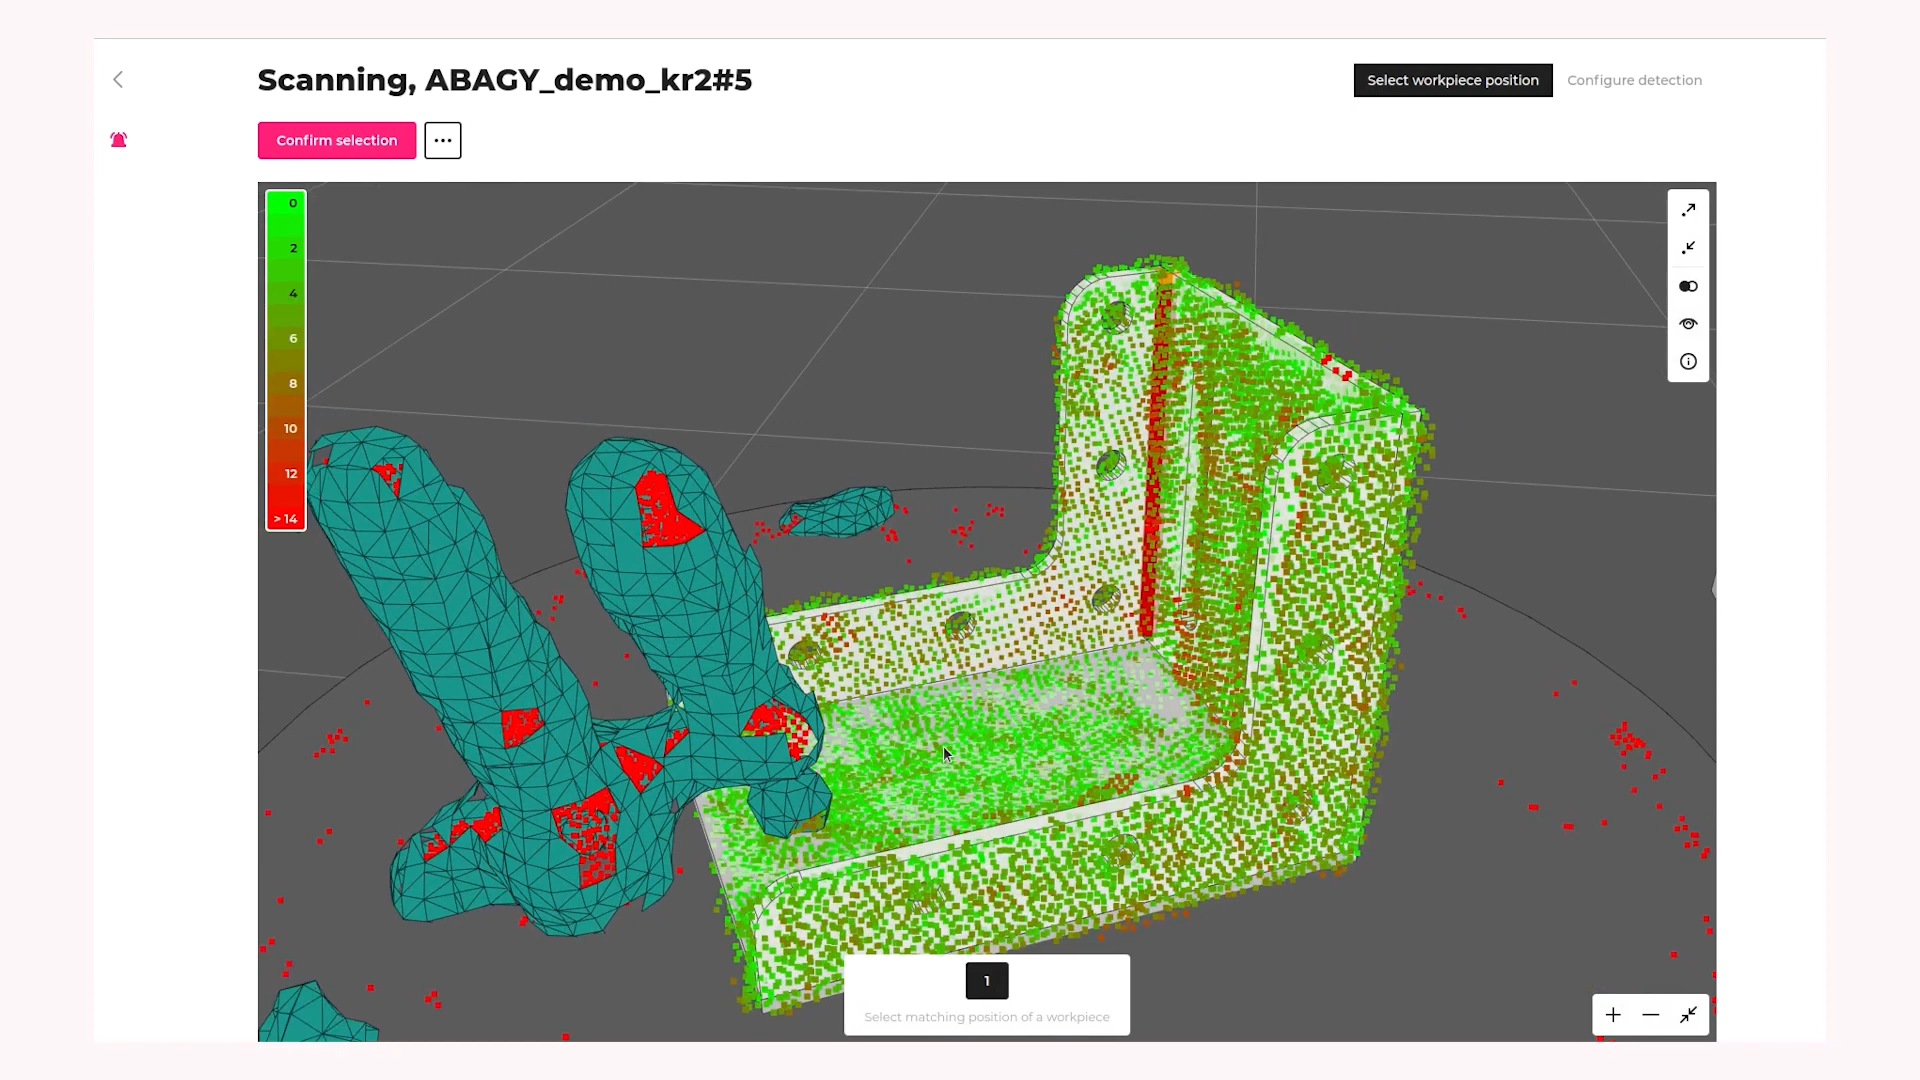 Scanning, ABAGY_demo_kr2#5
Select workpiece position
Configure detection
Confirm selection
0
2
4
6
8
10
12
>14
1
Select matching position of a workpiece